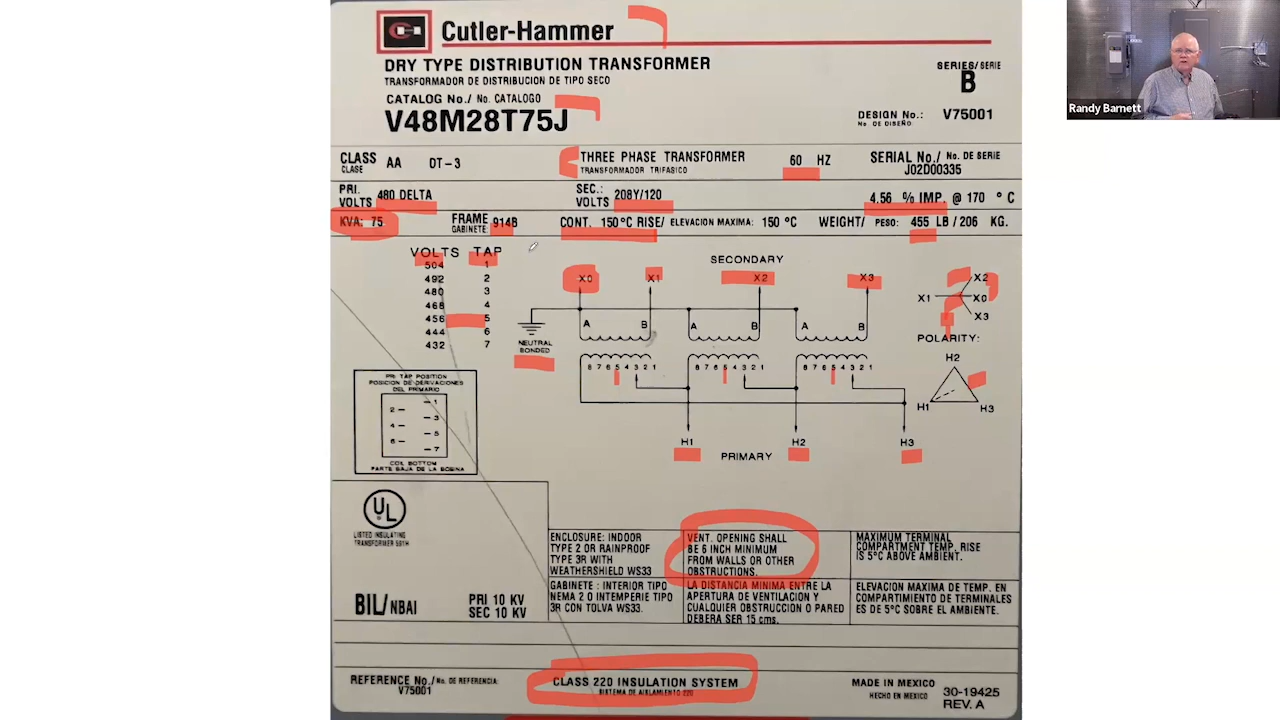 Cutler-Hammer
DRY TYPE DISTRIBUTION TRANSFORMER
TRANSFORMADOR DE DISTRIBUCION DE TIPO SECO
SERIES/SERIE
B
CATALOG No./ No. CATALOGO
V48M28T75J
DESIGN No.: V75001
No. DE DISEÑO
Randy Barnett
CLASS AA DT-3
CLASE
THREE PHASE TRANSFORMER 60 HZ
TRANSFORMADOR TRIFASICO
SERIAL No./ No. DE SERIE
J02D00335
PRI. VOLTS 480 DELTA
SEC.: VOLTS 208Y/120
4.56 % IMP. @ 170 °C
KVA: 75
FRAME 914B
GABINETE:
CONT. 150°C RISE/ ELEVACION MAXIMA: 150 °C
WEIGHT/ PESO: 455 LB/206 KG.
VOLTS TAP
504 1
492 2
480 3
468 4
456 5
444 6
432 7
SECONDARY
X0 X1 X2 X3
A B A B A B
NEUTRAL
BONDED
8 7 6 5 4 3 2 1 8 7 6 5 4 3 2 1 8 7 6 5 4 3 2 1
H1 H2 H3
PRIMARY
X2
X1 X0
X3
POLARITY:
H2
H1 H3
PRI TAP POSITION
POSICION DE DERIVACIONES
DEL PRIMARIO
1
2
3
4
5
6
7
COIL BOTTOM
PARTE BAJA DE LA BOBINA
UL
LISTED INSULATING
TRANSFORMER 591H
BIL/NBAI
PRI 10 KV
SEC 10 KV
ENCLOSURE: INDOOR
TYPE 2 OR RAINPROOF
TYPE 3R WITH
WEATHERSHIELD WS33
GABINETE : INTERIOR TIPO
NEMA 2 O INTEMPERIE TIPO
3R CON TOLVA WS33.
VENT. OPENING SHALL
BE 6 INCH MINIMUM
FROM WALLS OR OTHER
OBSTRUCTIONS.
LA DISTANCIA MINIMA ENTRE LA
APERTURA DE VENTILACION Y
CUALQUIER OBSTRUCCION O PARED
DEBERA SER 15 cms.
MAXIMUM TERMINAL
COMPARTMENT TEMP. RISE
IS 5°C ABOVE AMBIENT.
ELEVACION MAXIMA DE TEMP. EN
COMPARTIMIENTO DE TERMINALES
ES DE 5°C SOBRE EL AMBIENTE.
REFERENCE No./No. DE REFERENCIA:
V75001
CLASS 220 INSULATION SYSTEM
SISTEMA DE AISLAMIENTO 220
MADE IN MEXICO
HECHO EN MEXICO
30-19425
REV. A